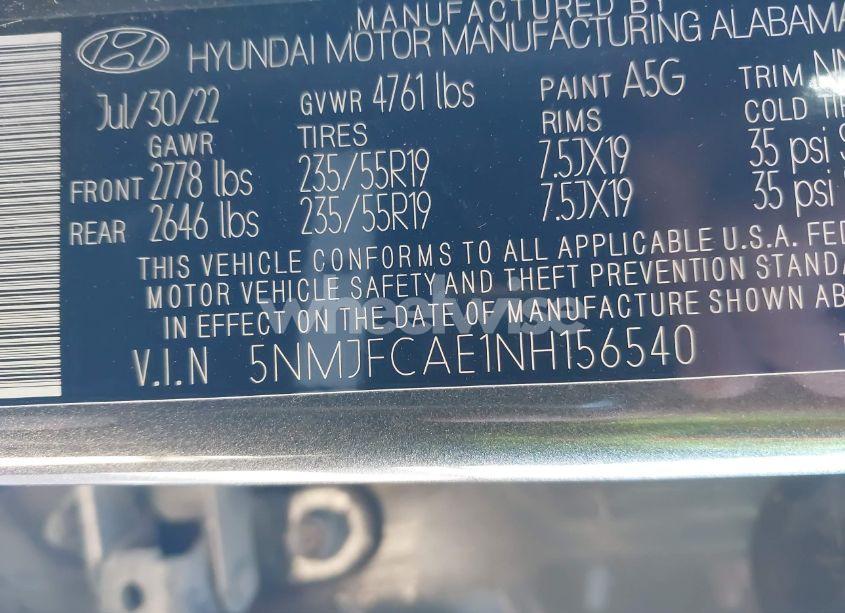 MANUFACTURED BY
HYUNDAI MOTOR MANUFACTURING ALABAMA
Jul/30/22 GVWR 4761 lbs PAINT A5G TRIM
GAWR TIRES RIMS COLD
FRONT 2778 lbs 235/55R19 7.5JX19 35 psi
REAR 2646 lbs 235/55R19 7.5JX19 35 psi
THIS VEHICLE CONFORMS TO ALL APPLICABLE U.S.A.
MOTOR VEHICLE SAFETY AND THEFT PREVENTION
IN EFFECT ON THE DATE OF MANUFACTURE SHOWN
wheelwise
V.I.N 5NMJFCAE1NH156540